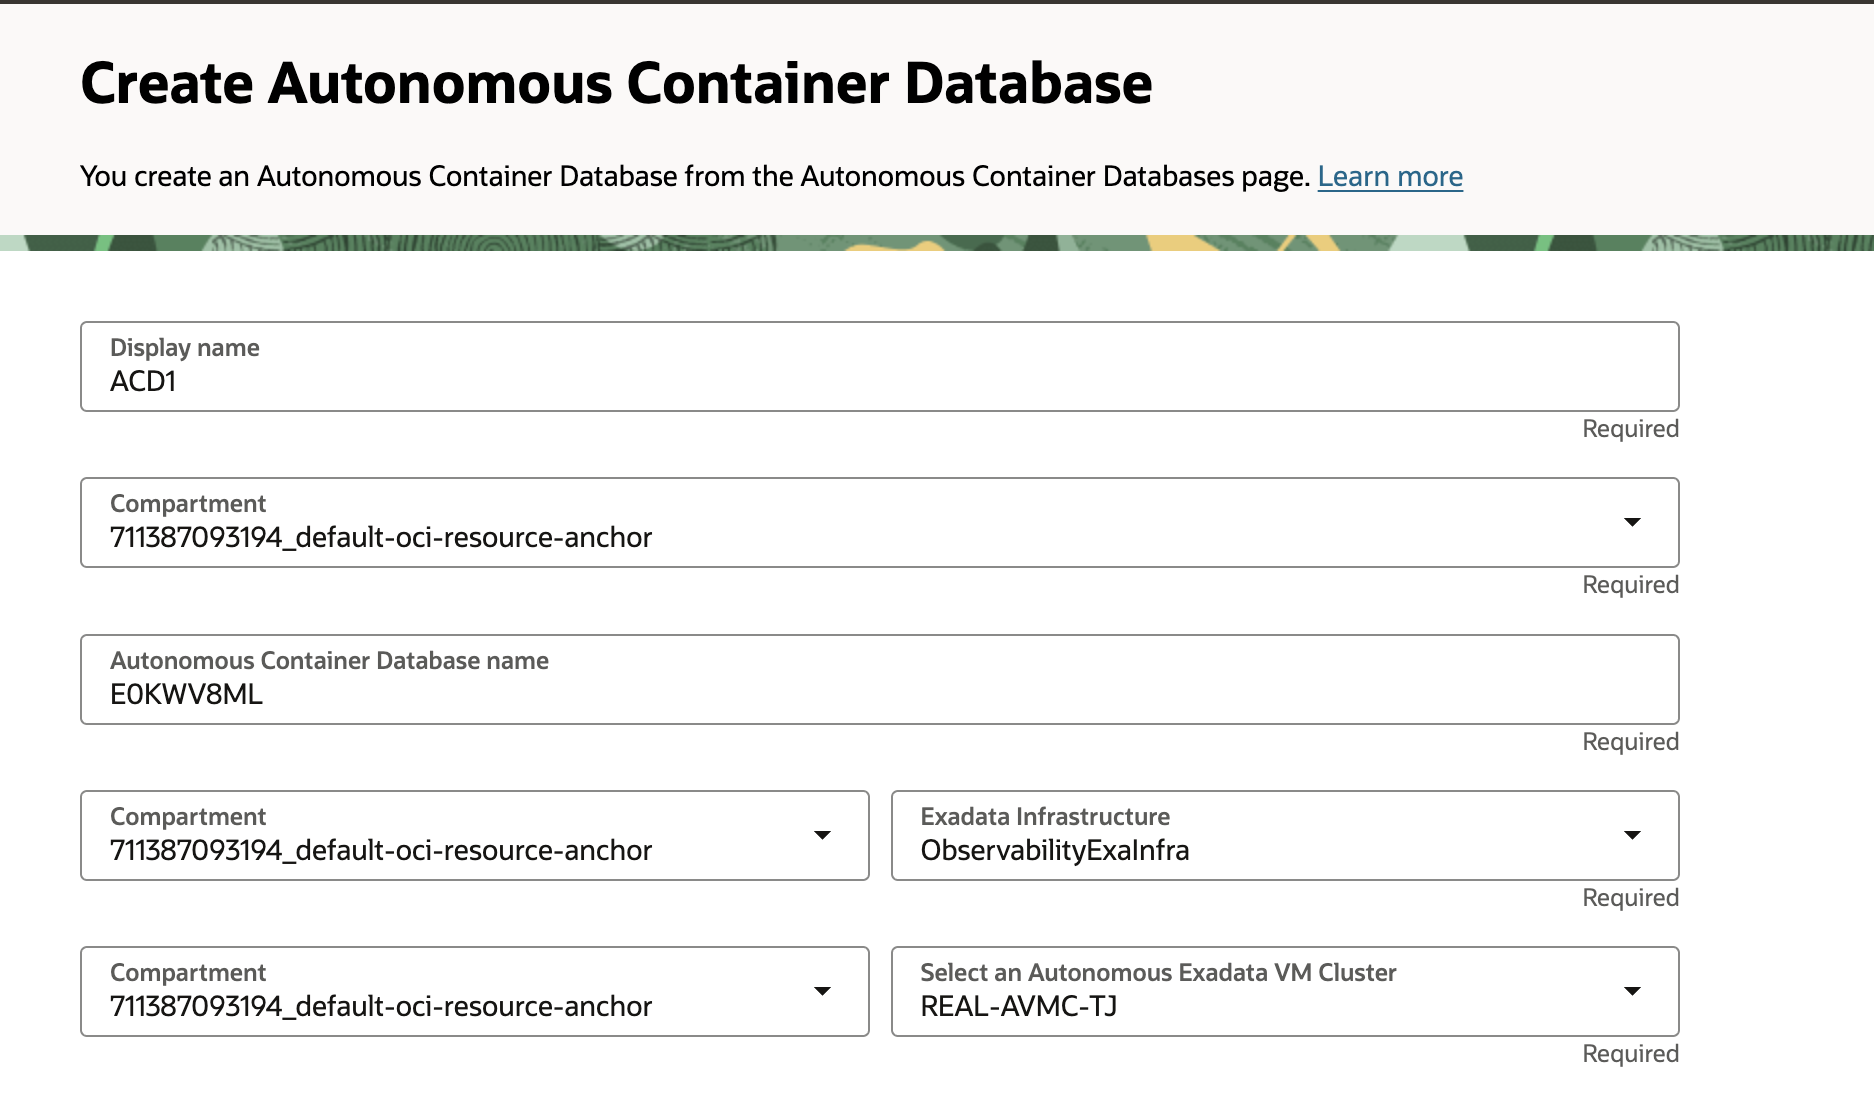 Create Autonomous Container Database
You create an Autonomous Container Database from the Autonomous Container Databases page. Learn more
Display name
ACD1
Required
Compartment
711387093194_default-oci-resource-anchor
Required
Autonomous Container Database name
E0KWV8ML
Required
Compartment
711387093194_default-oci-resource-anchor
Exadata Infrastructure
ObservabilityExaInfra
Required
Compartment
711387093194_default-oci-resource-anchor
Select an Autonomous Exadata VM Cluster
REAL-AVMC-TJ
Required